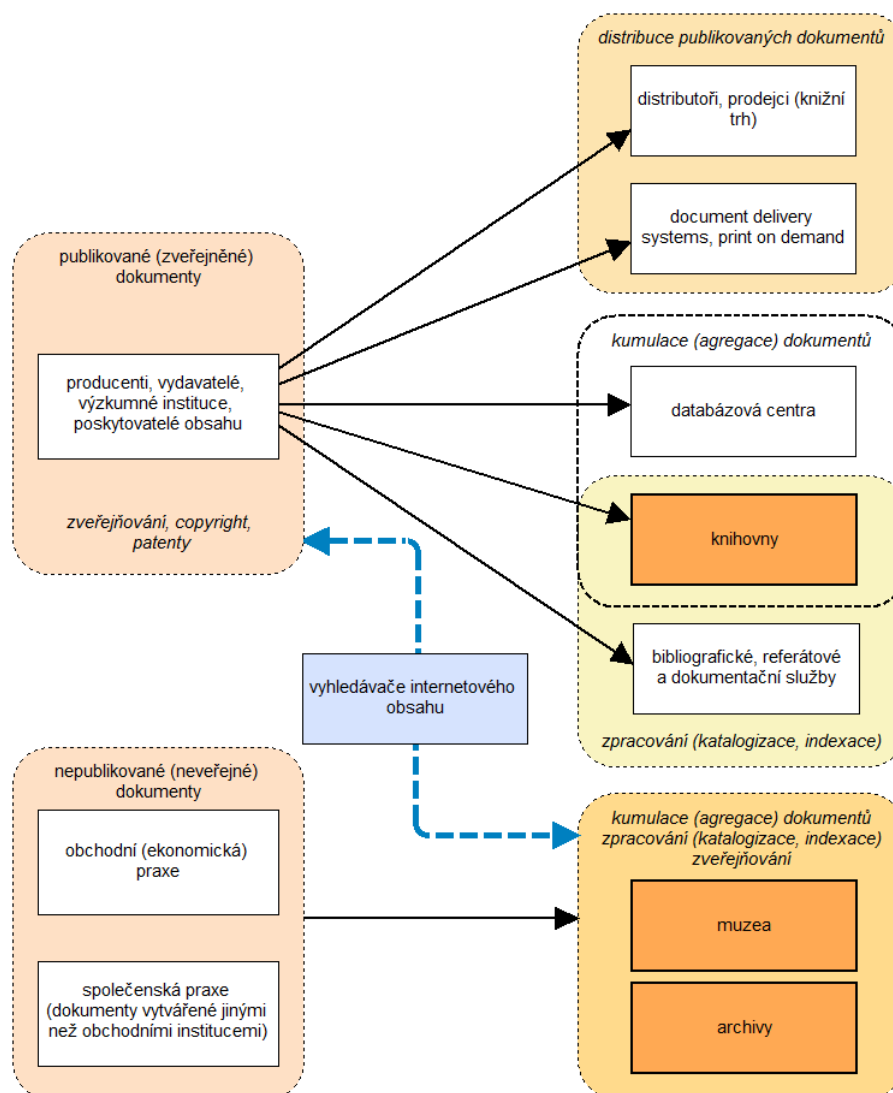 distribuce publikovaných dokumentů
distributoři, prodejci (knižní
trh)
document delivery
systems, print on demand
publikované (zveřejněné)
dokumenty
producenti, vydavatelé,
výzkumné instituce,
poskytovatelé obsahu
zveřejňování, copyright,
patenty
kumulace (agregace) dokumentů
databázová centra
knihovny
bibliografické, referátové
a dokumentační služby
zpracování (katalogizace, indexace)
vyhledávače internetového
obsahu
nepublikované (neveřejné)
dokumenty
obchodní (ekonomická)
praxe
společenská praxe
(dokumenty vytvářené jinými
než obchodními institucemi)
kumulace (agregace) dokumentů
zpracování (katalogizace, indexace)
zveřejňování
muzea
archivy